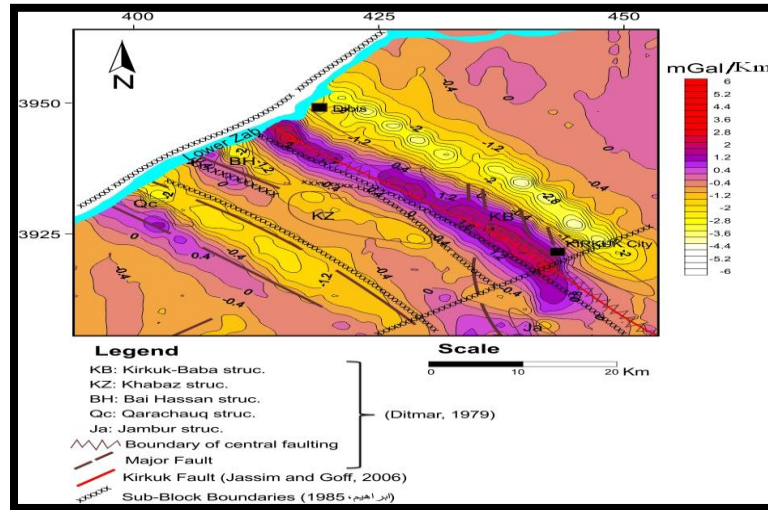 400 425 450
mGal/Km
N
3950
3925
6
5.2
4.4
3.6
2.8
2
1.2
0.4
-0.4
-1.2
-2
-2.8
-3.6
-4.4
-5.2
-6
Dibis
Lower Zab
BH
Qc
KZ
KB
KIRKUK City
Ja
Legend
KB: Kirkuk-Baba struc.
KZ: Khabaz struc.
BH: Bai Hassan struc.
Qc: Qarachauq struc.
Ja: Jambur struc.
Boundary of central faulting
Major Fault
(Ditmar, 1979)
Kirkuk Fault (Jassim and Goff, 2006)
Sub-Block Boundaries (1985 ،ابراهيم)
Scale
0 10 20 Km